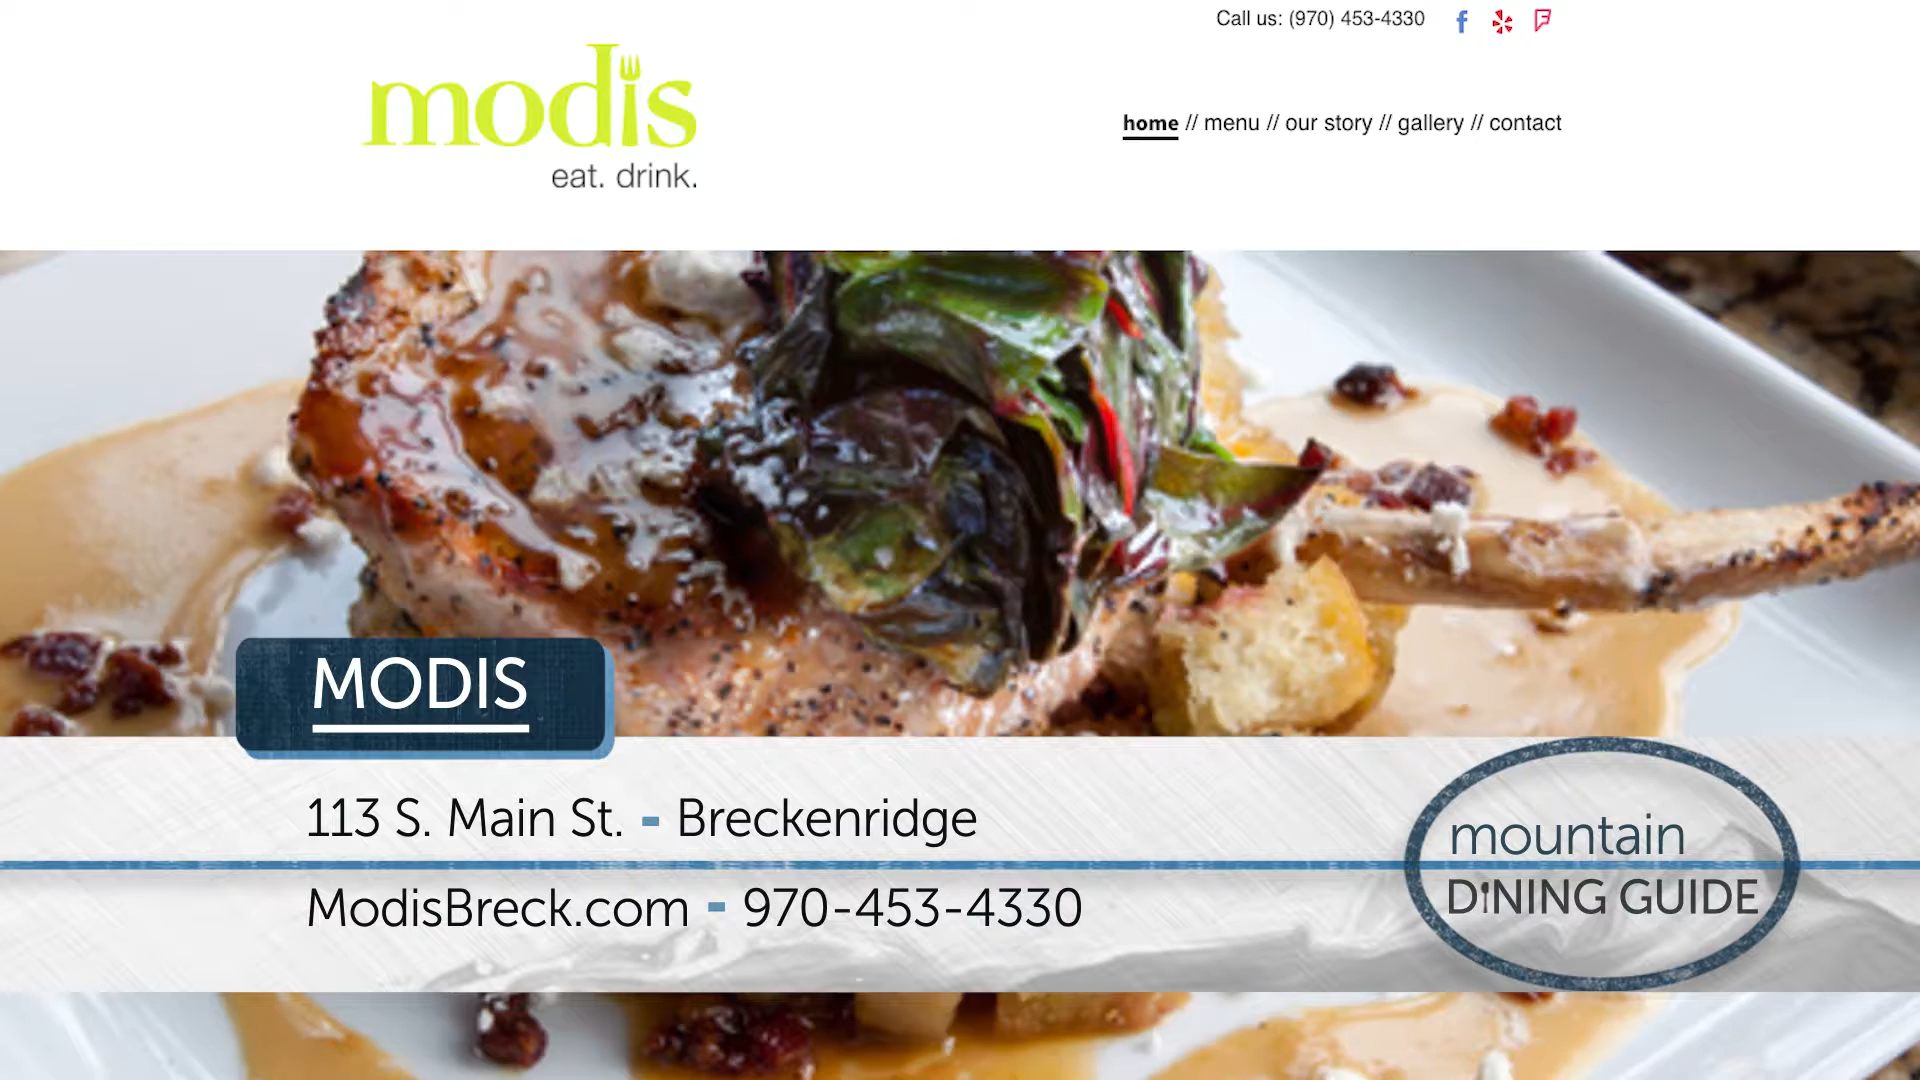 Call us: (970) 453-4330
modis
eat. drink.
home // menu // our story // gallery // contact
MODIS
113 S. Main St. - Breckenridge
ModisBreck.com - 970-453-4330
mountain
DINING GUIDE